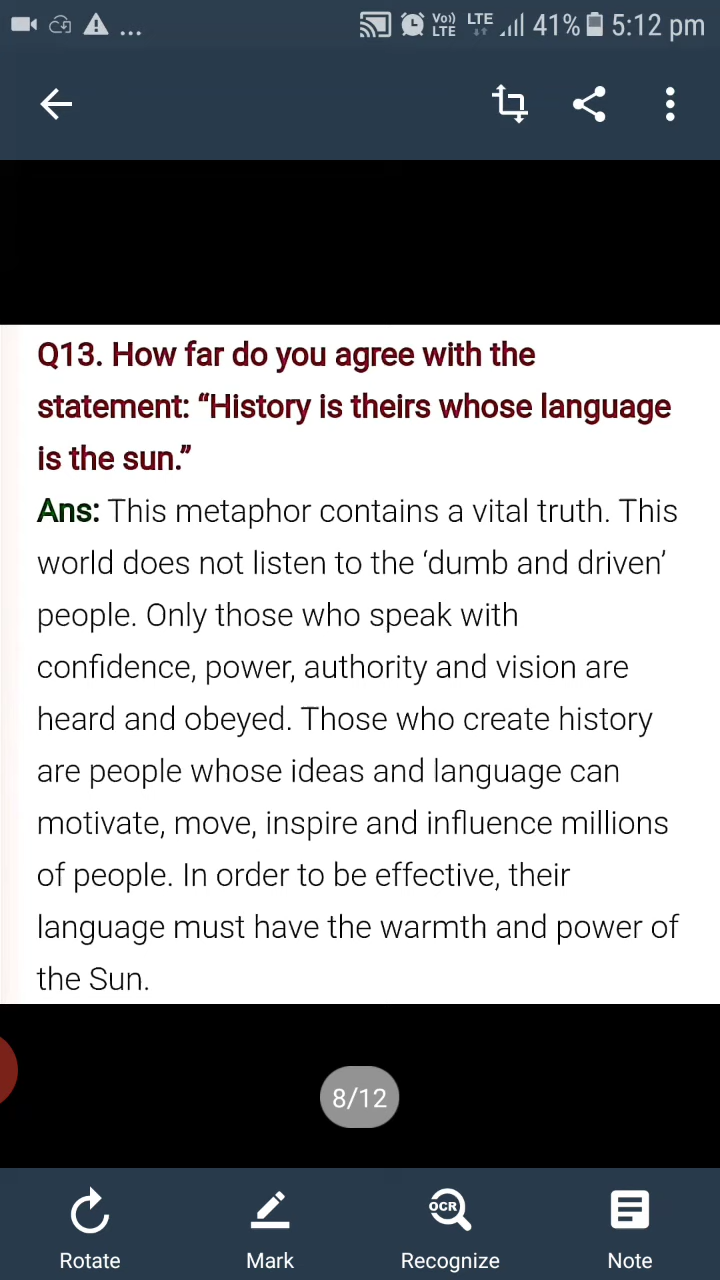 ... Vo)) LTE LTE 41% 5:12 pm
Q13. How far do you agree with the
statement: “History is theirs whose language
is the sun.”
Ans: This metaphor contains a vital truth. This
world does not listen to the ‘dumb and driven’
people. Only those who speak with
confidence, power, authority and vision are
heard and obeyed. Those who create history
are people whose ideas and language can
motivate, move, inspire and influence millions
of people. In order to be effective, their
language must have the warmth and power of
the Sun.
8/12
OCR
Rotate Mark Recognize Note